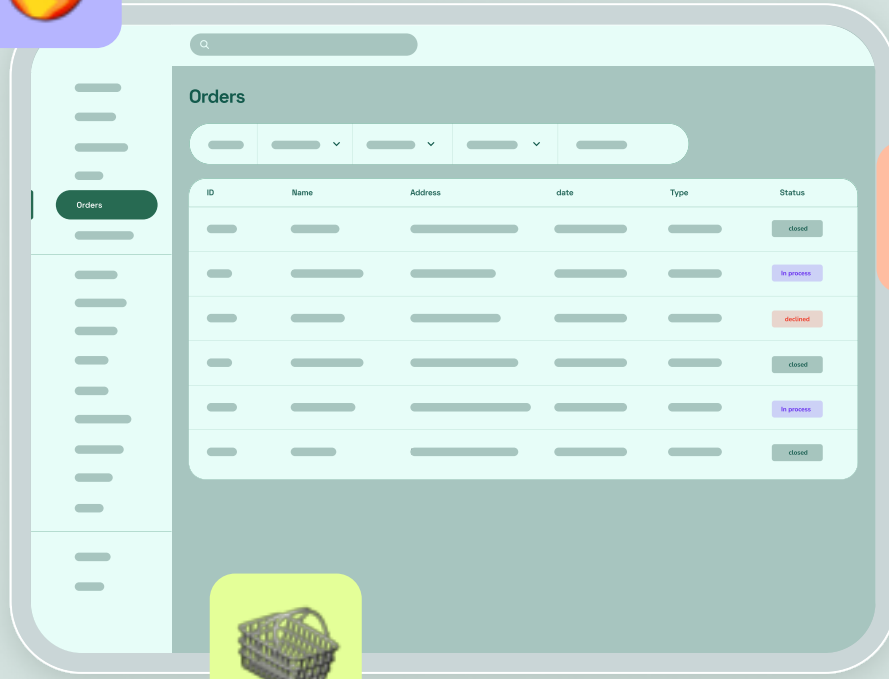 Orders
Orders
ID Name Address date Type Status
closed
In process
declined
closed
In process
closed